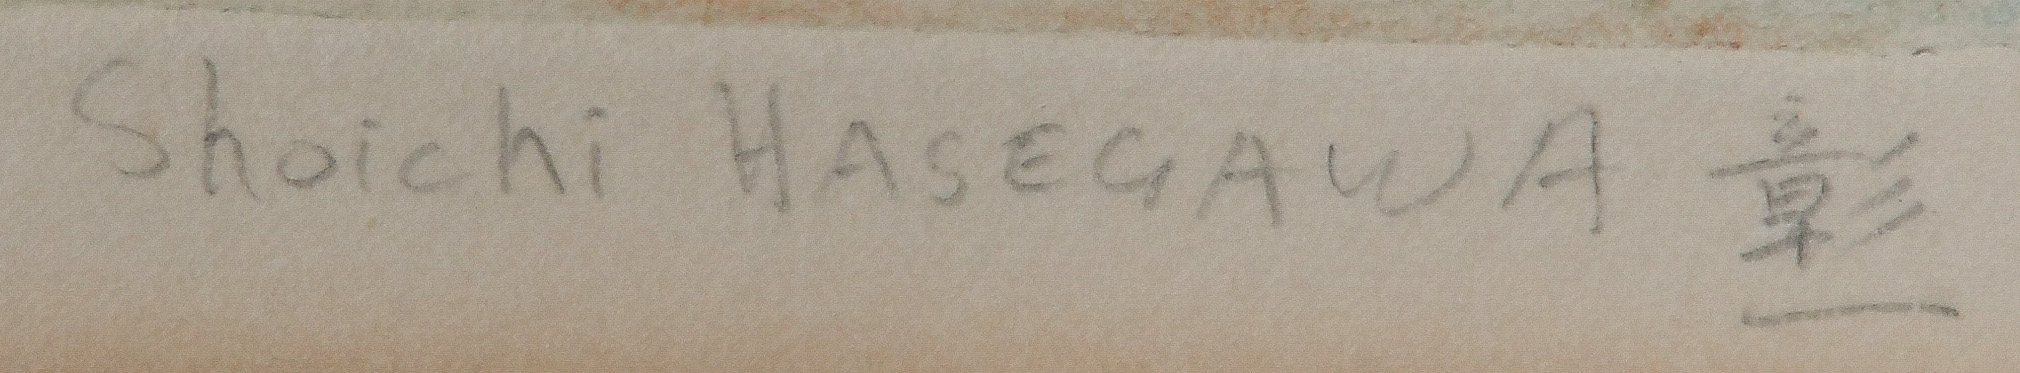 Shoichi HASEGAWA 彰一